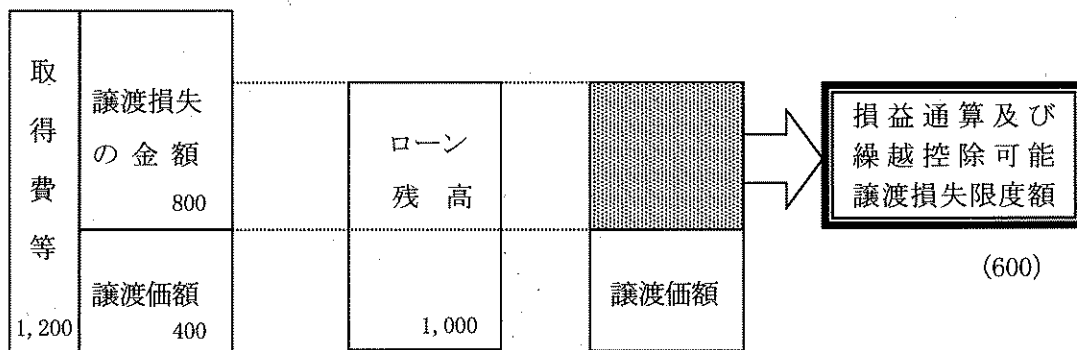 取得費等
1,200
譲渡損失
の金額
800
譲渡価額
400
ローン
残高
1,000
譲渡価額
損益通算及び
繰越控除可能
譲渡損失限度額
(600)